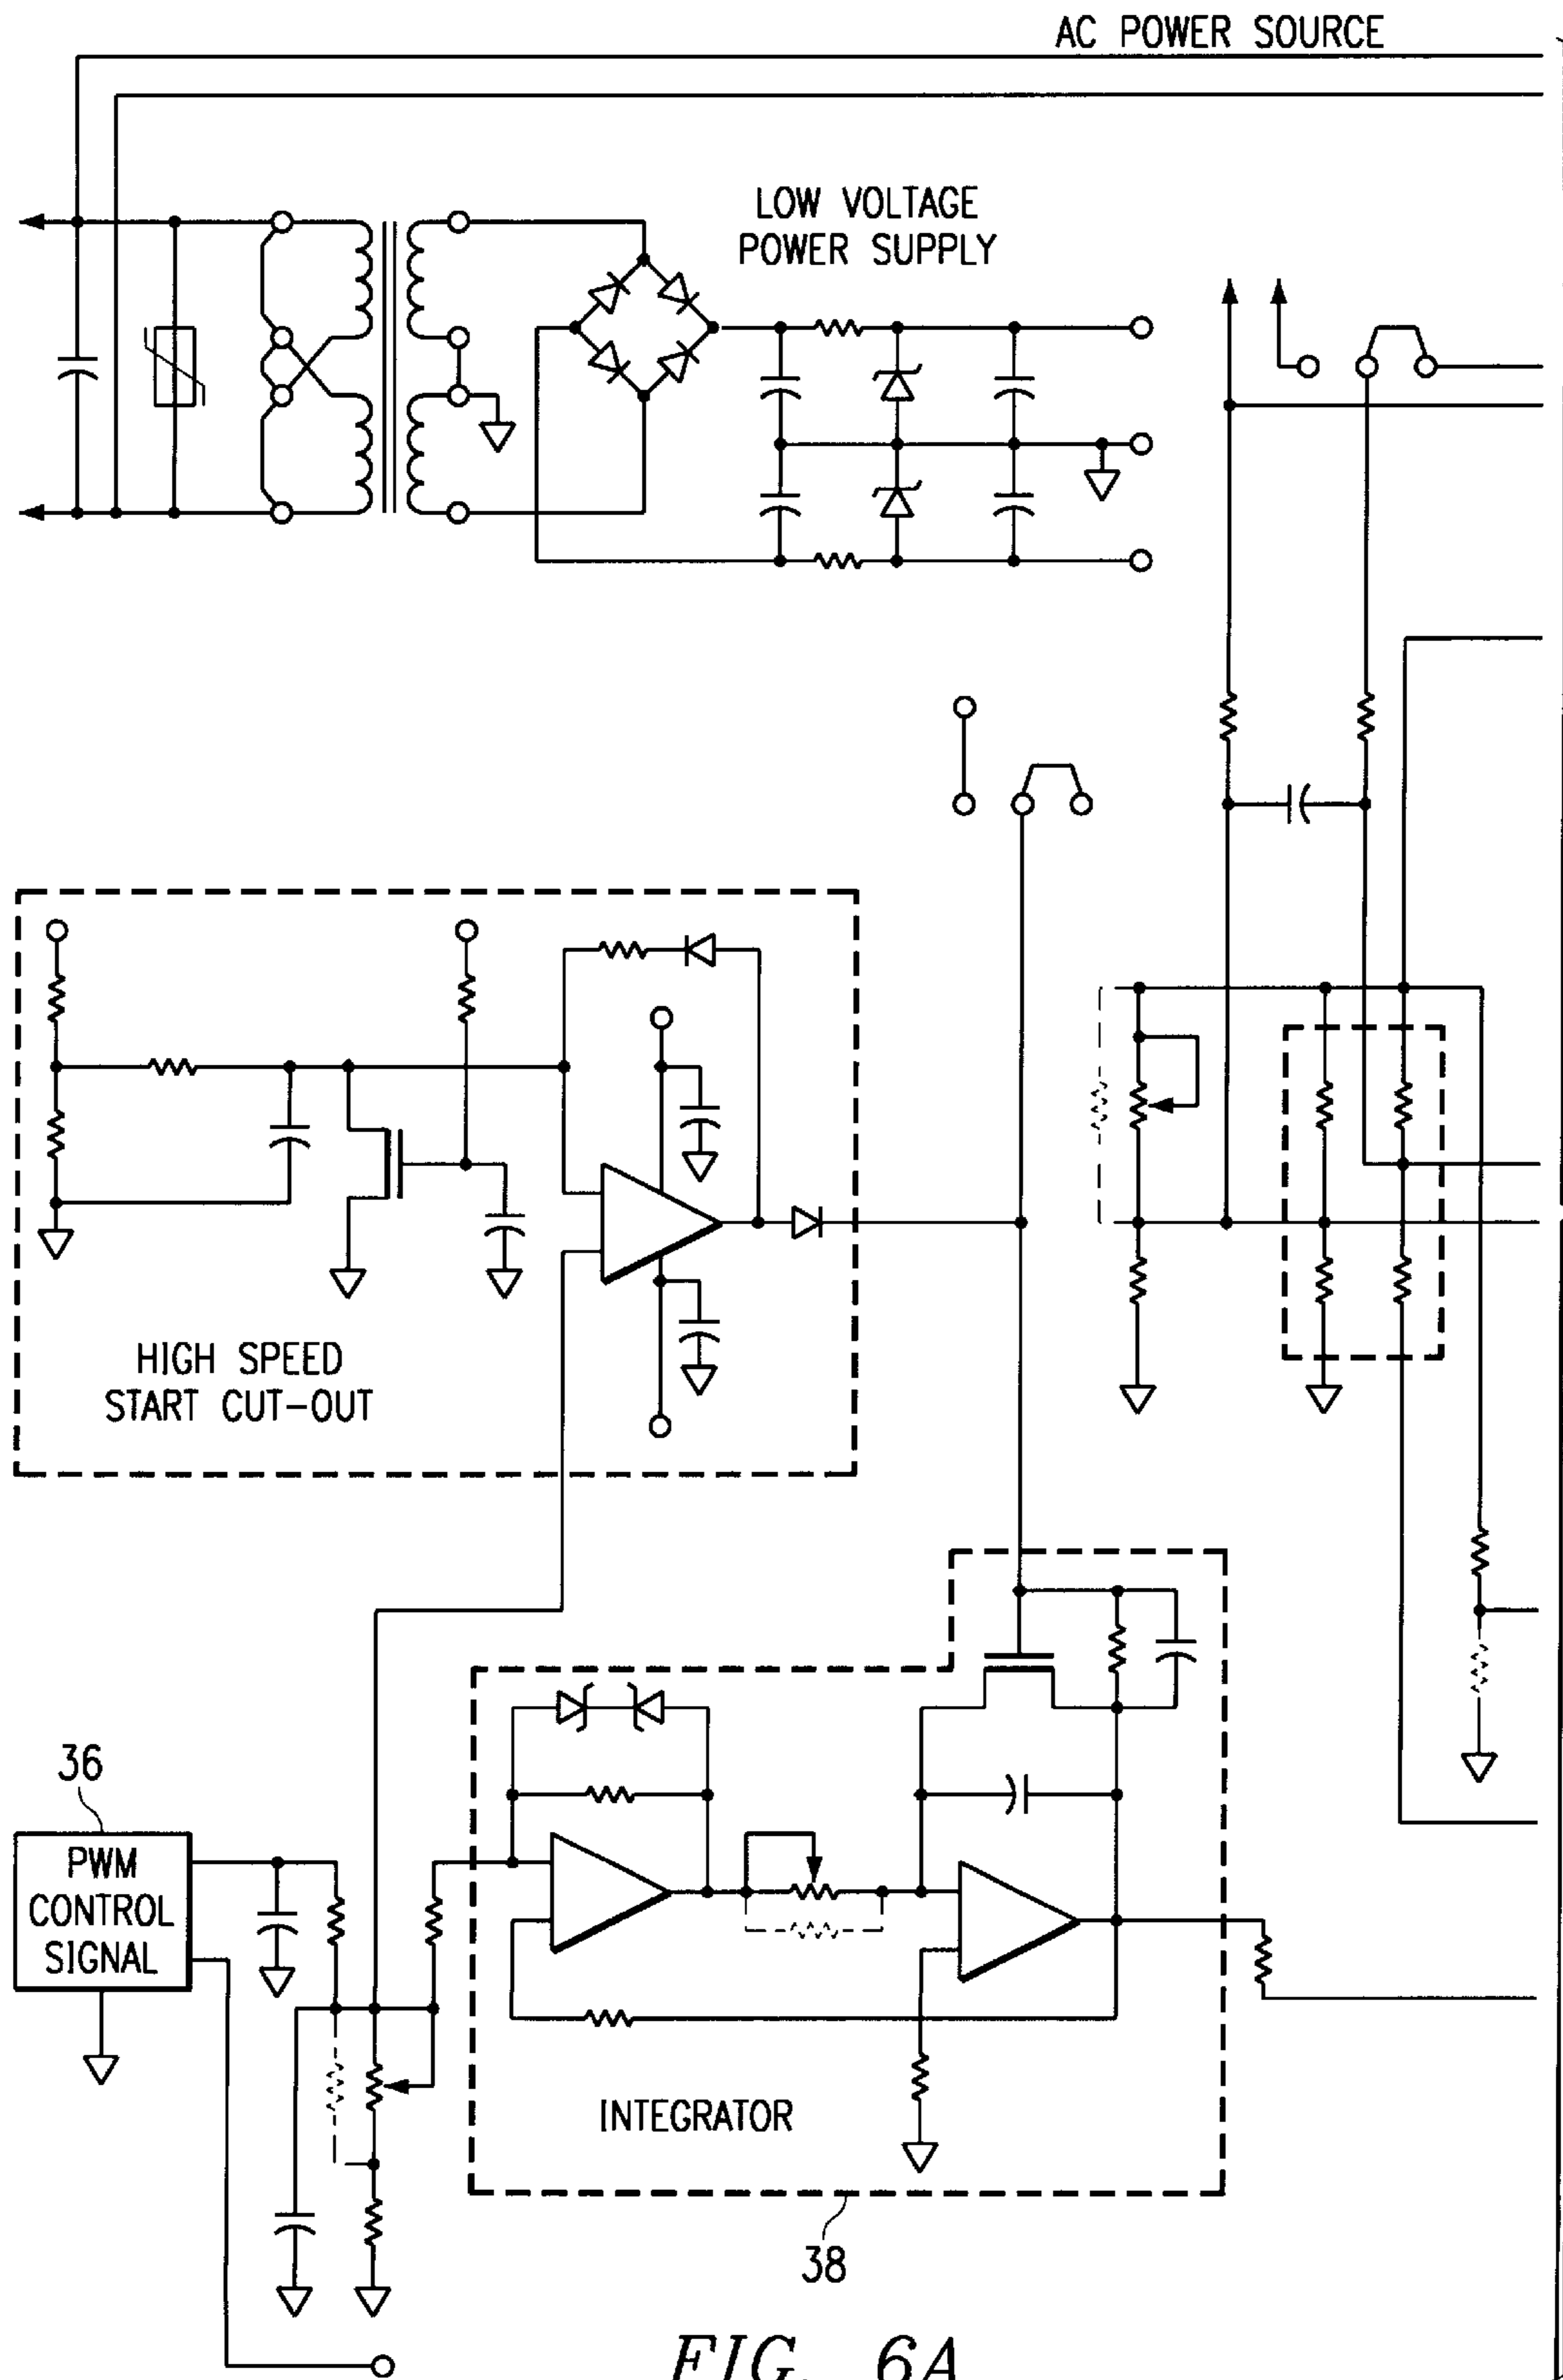 AC POWER SOURCE
LOW VOLTAGE
POWER SUPPLY
HIGH SPEED
START CUT-OUT
36
PWM
CONTROL
SIGNAL
INTEGRATOR
38
FIG. 6A